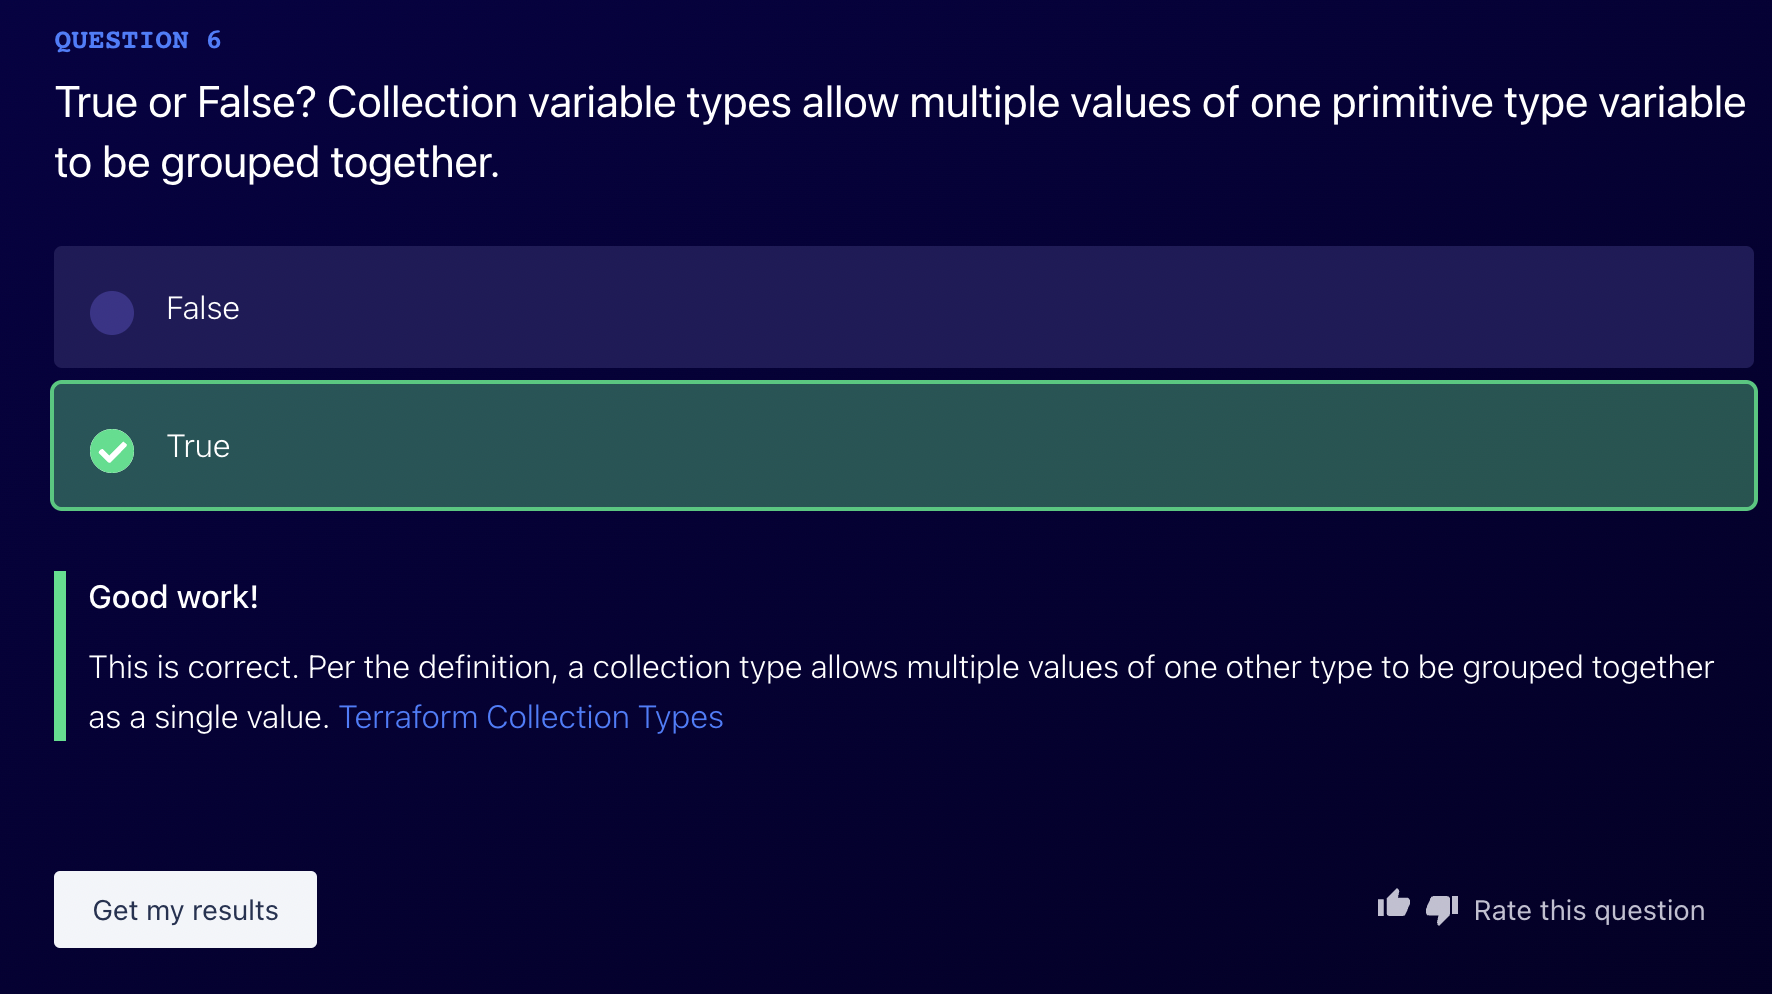 QUESTION 6
True or False? Collection variable types allow multiple values of one primitive type variable
to be grouped together.
False
True
Good work!
This is correct. Per the definition, a collection type allows multiple values of one other type to be grouped together
as a single value. Terraform Collection Types
Get my results
Rate this question